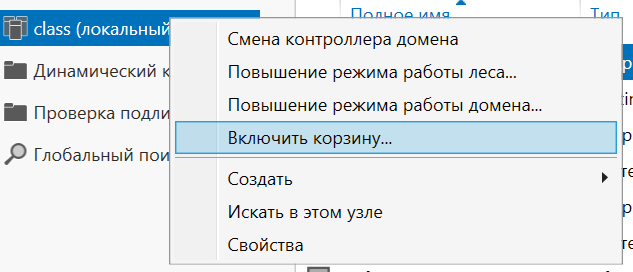 Полное имя
Тип
class (локальный
Динамический к
Проверка подли
Глобальный пои
Смена контроллера домена
Повышение режима работы леса...
Повышение режима работы домена...
Включить корзину...
Создать
Искать в этом узле
Свойства